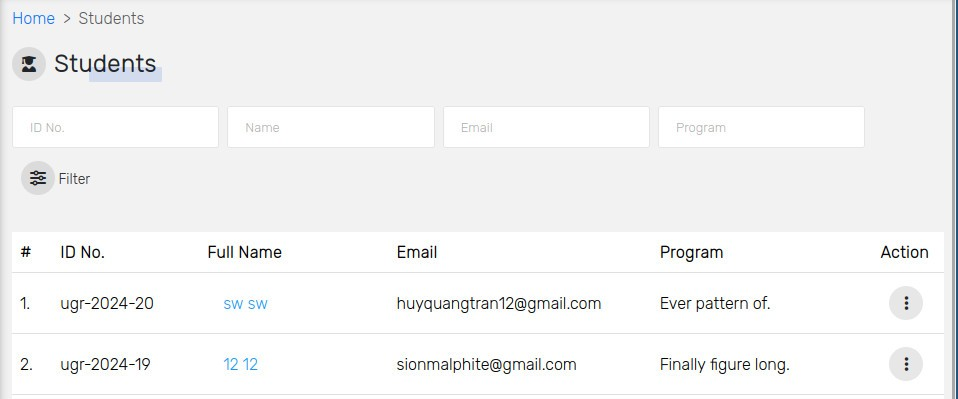 Home > Students
Students
ID No. Name Email Program
Filter
# ID No. Full Name Email Program Action
1. ugr-2024-20 sw sw huyquangtran12@gmail.com Ever pattern of.
2. ugr-2024-19 12 12 sionmalphite@gmail.com Finally figure long.